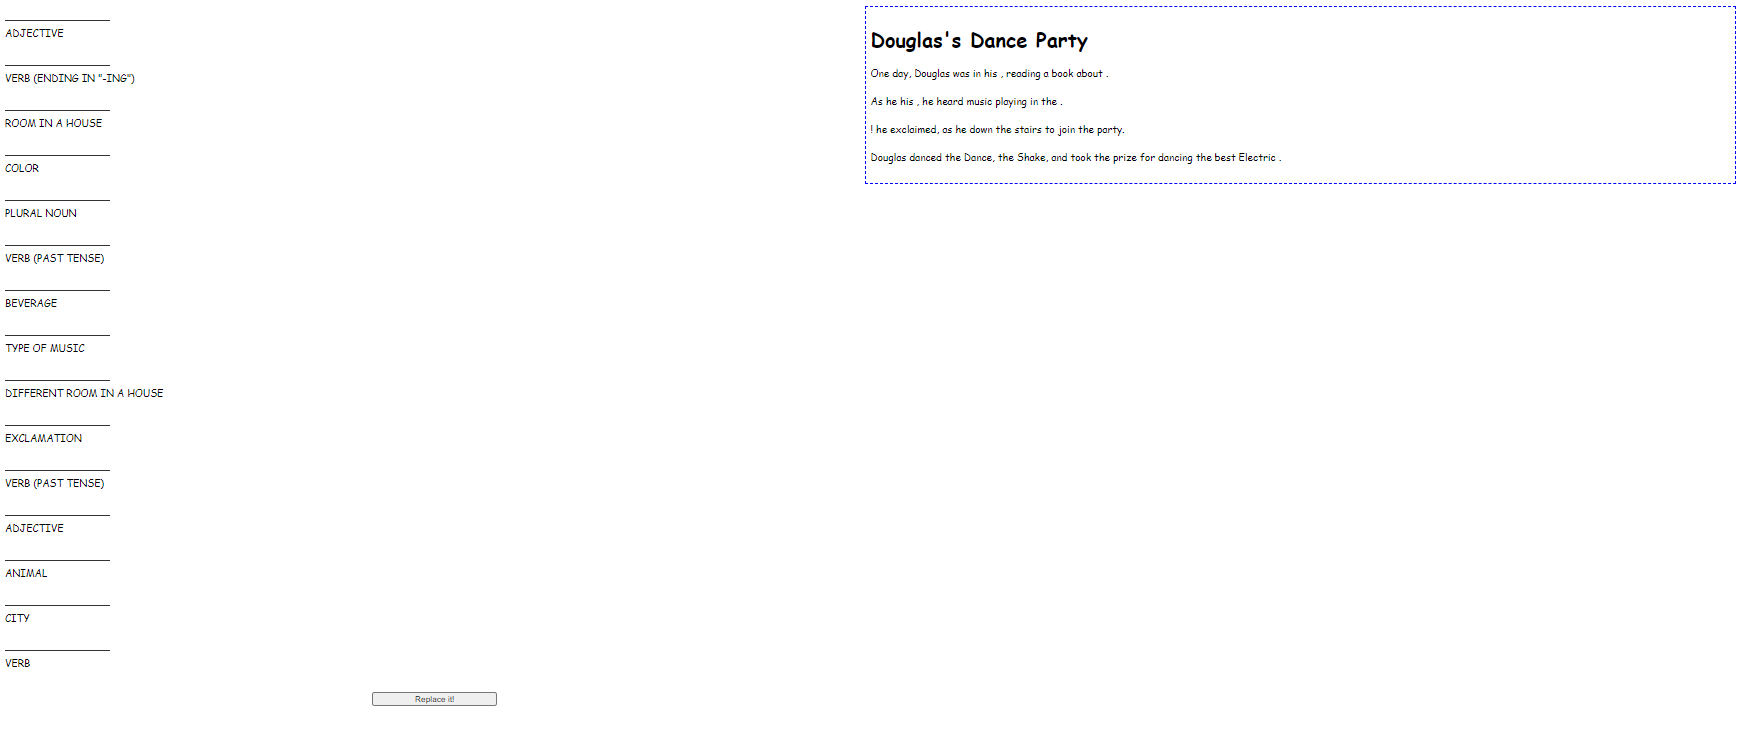 ADJECTIVE
VERB (ENDING IN "-ING")
ROOM IN A HOUSE
COLOR
PLURAL NOUN
VERB (PAST TENSE)
BEVERAGE
TYPE OF MUSIC
DIFFERENT ROOM IN A HOUSE
EXCLAMATION
VERB (PAST TENSE)
ADJECTIVE
ANIMAL
CITY
VERB
Replace it!
Douglas's Dance Party
One day, Douglas was in his , reading a book about .
As he his , he heard music playing in the .
! he exclaimed, as he down the stairs to join the party.
Douglas danced the Dance, the Shake, and took the prize for dancing the best Electric .